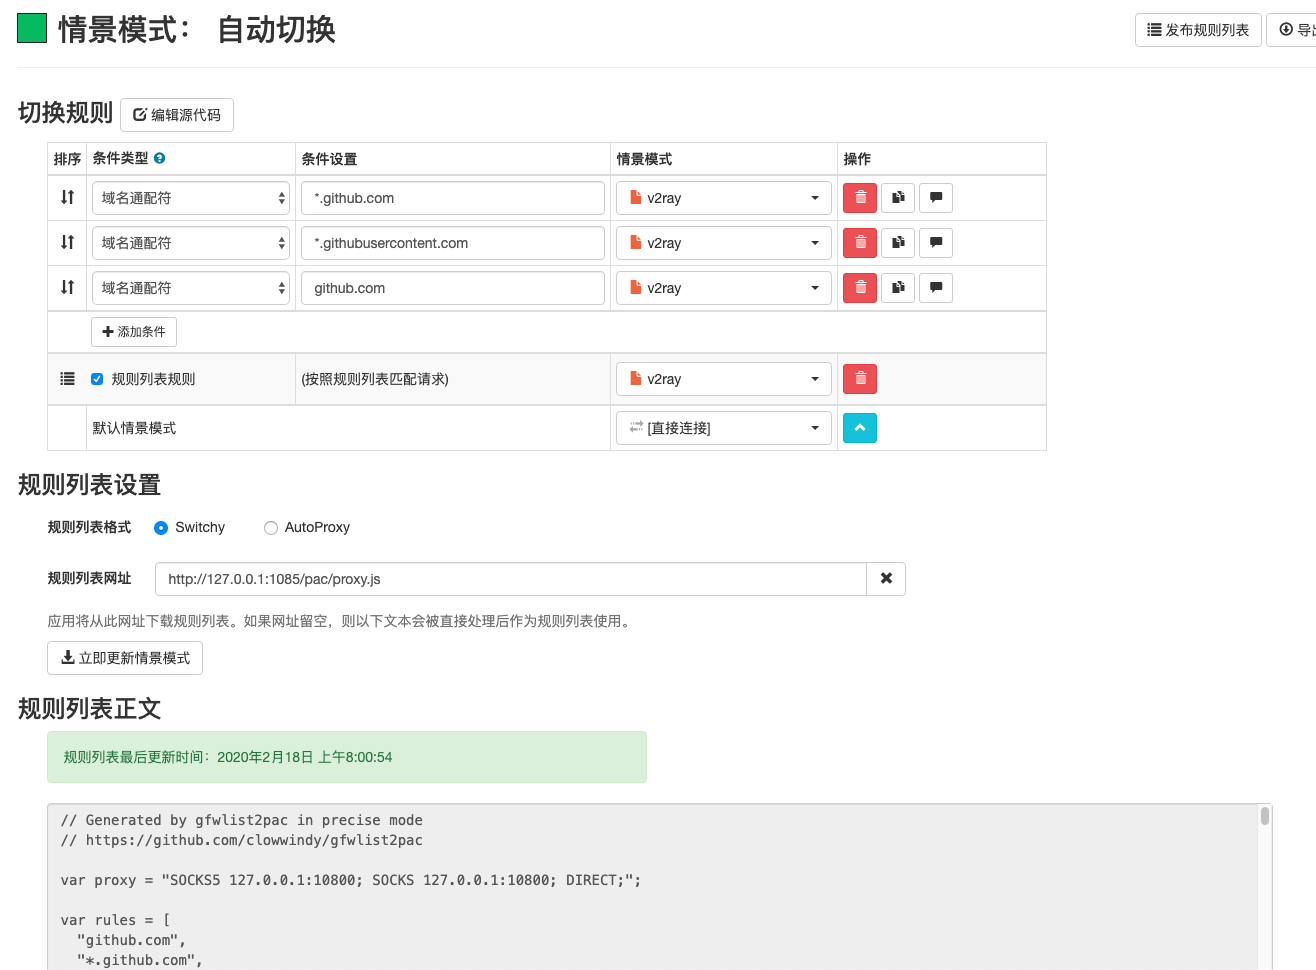 情景模式： 自动切换
发布规则列表
导出
切换规则 编辑源代码
排序 条件类型 条件设置 情景模式 操作
域名通配符 *.github.com v2ray
域名通配符 *.githubusercontent.com v2ray
域名通配符 github.com v2ray
添加条件
规则列表规则 (按照规则列表匹配请求) v2ray
默认情景模式 [直接连接]
规则列表设置
规则列表格式 Switchy AutoProxy
规则列表网址 http://127.0.0.1:1085/pac/proxy.js
应用将从此网址下载规则列表。如果网址留空，则以下文本会被直接处理后作为规则列表使用。
立即更新情景模式
规则列表正文
规则列表最后更新时间：2020年2月18日 上午8:00:54
// Generated by gfwlist2pac in precise mode
// https://github.com/clowwindy/gfwlist2pac
var proxy = "SOCKS5 127.0.0.1:10800; SOCKS 127.0.0.1:10800; DIRECT;";
var rules = [
"github.com",
"*.github.com",